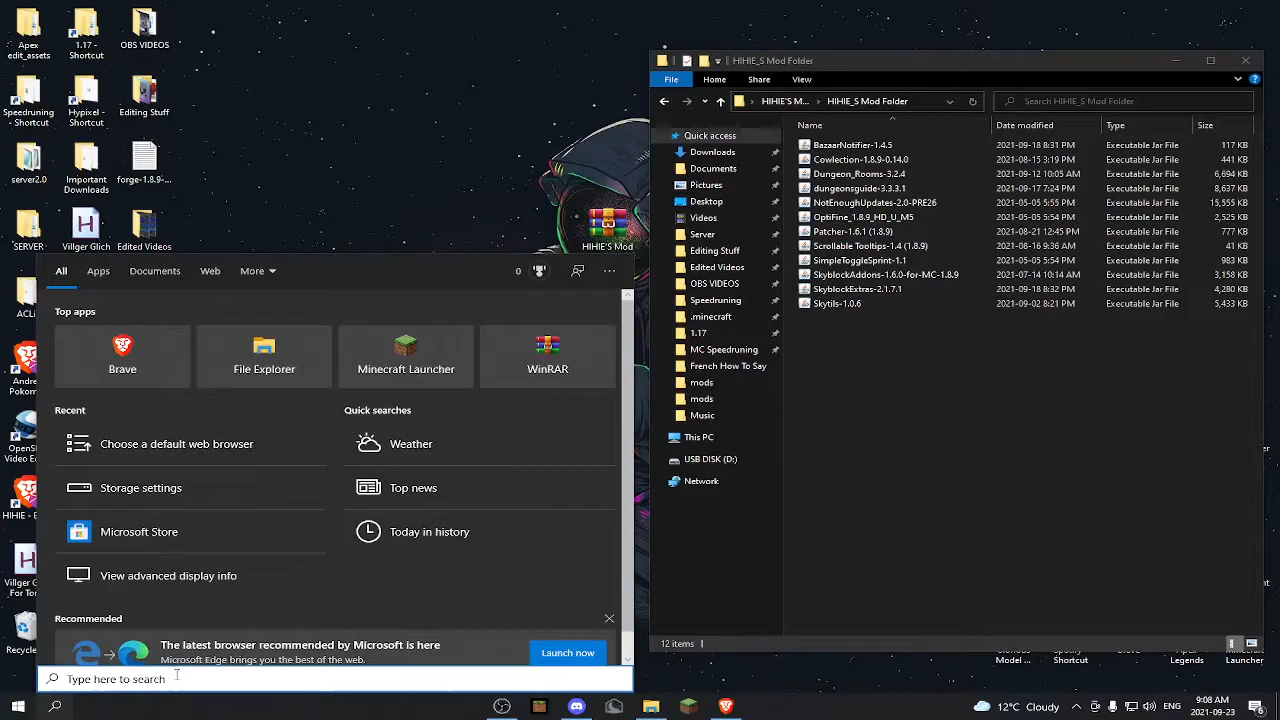 Apex edit_assets
1.17 - Shortcut
OBS VIDEOS
Speedruning Shortcut
Hypixel - Shortcut
Editing Stuff
server2.0
Important Downloads
forge-1.8.9-...
SERVER
Villger Glich
Edited Videos
HIHIE'S Mod
All
Apps
Documents
Web
More
0
Top apps
Brave
File Explorer
Minecraft Launcher
WinRAR
Recent
Quick searches
Choose a default web browser
Weather
Storage settings
Top news
Microsoft Store
Today in history
View advanced display info
Recommended
The latest browser recommended by Microsoft is here
Microsoft Edge brings you the best of the web.
Launch now
Type here to search
HIHIE_S Mod Folder
File
Home
Share
View
HIHIE'S M...
HIHIE_S Mod Folder
Search HIHIE_S Mod Folder
Name
Date modified
Type
Size
Quick access
Downloads
Documents
Pictures
Desktop
Videos
Server
Editing Stuff
Edited Videos
OBS VIDEOS
Speedruning
.minecraft
1.17
MC Speedruning
French How To Say
mods
mods
Music
This PC
USB DISK (D:)
Network
BazaarNotifier-1.4.5 2021-09-18 8:31 PM Executable Jar File 117 KB
Cowlection-1.8.9-0.14.0 2021-09-15 3:19 PM Executable Jar File 441 KB
Dungeon_Rooms-3.2.4 2021-09-12 10:05 AM Executable Jar File 6,694 KB
dungeonsguide-3.3.3.1 2021-09-17 7:24 PM Executable Jar File 8,637 KB
NotEnoughUpdates-2.0-PRE26 2021-05-05 5:55 PM Executable Jar File 15,555 KB
OptiFine_1.8.9_HD_U_M5 2021-05-05 5:54 PM Executable Jar File 2,525 KB
Patcher-1.6.1 (1.8.9) 2021-08-21 12:45 PM Executable Jar File 777 KB
Scrollable Tooltips-1.4 (1.8.9) 2021-08-16 5:36 AM Executable Jar File 41 KB
SimpleToggleSprint-1.1 2021-05-05 5:54 PM Executable Jar File 983 KB
SkyblockAddons-1.6.0-for-MC-1.8.9 2021-07-14 10:14 AM Executable Jar File 3,158 KB
SkyblockExtras-2.1.7.1 2021-09-18 8:32 PM Executable Jar File 4,280 KB
Skytils-1.0.6 2021-09-02 8:21 PM Executable Jar File 5,433 KB
12 items
Model...
Shortcut
Legends
Launcher
12°C Cloudy
ENG
9:08 AM
2021-09-23